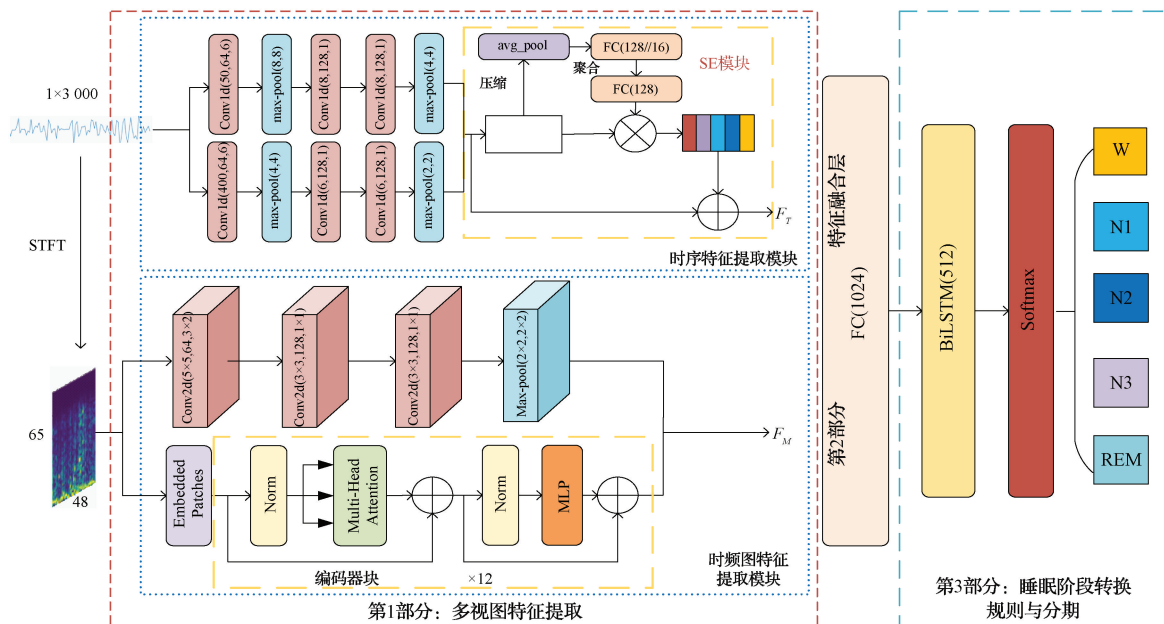 1×3 000
STFT
65
48
Conv1d(50,64,6)
max-pool(8,8)
Conv1d(8,128,1)
Conv1d(8,128,1)
max-pool(4,4)
Conv1d(400,64,6)
max-pool(4,4)
Conv1d(6,128,1)
Conv1d(6,128,1)
max-pool(2,2)
avg_pool
FC(128//16)
SE模块
压缩
聚合
FC(128)
F_T
时序特征提取模块
Conv2d(5×5,64,3×2)
Conv2d(3×3,128,1×1)
Conv2d(3×3,128,1×1)
Max-pool(2×2,2×2)
F_M
Embedded
Patches
Norm
Multi-Head
Attention
Norm
MLP
编码器块
×12
时频图特征
提取模块
第1部分：多视图特征提取
特征融合层
FC(1024)
第2部分
BiLSTM(512)
Softmax
W
N1
N2
N3
REM
第3部分：睡眠阶段转换
规则与分期